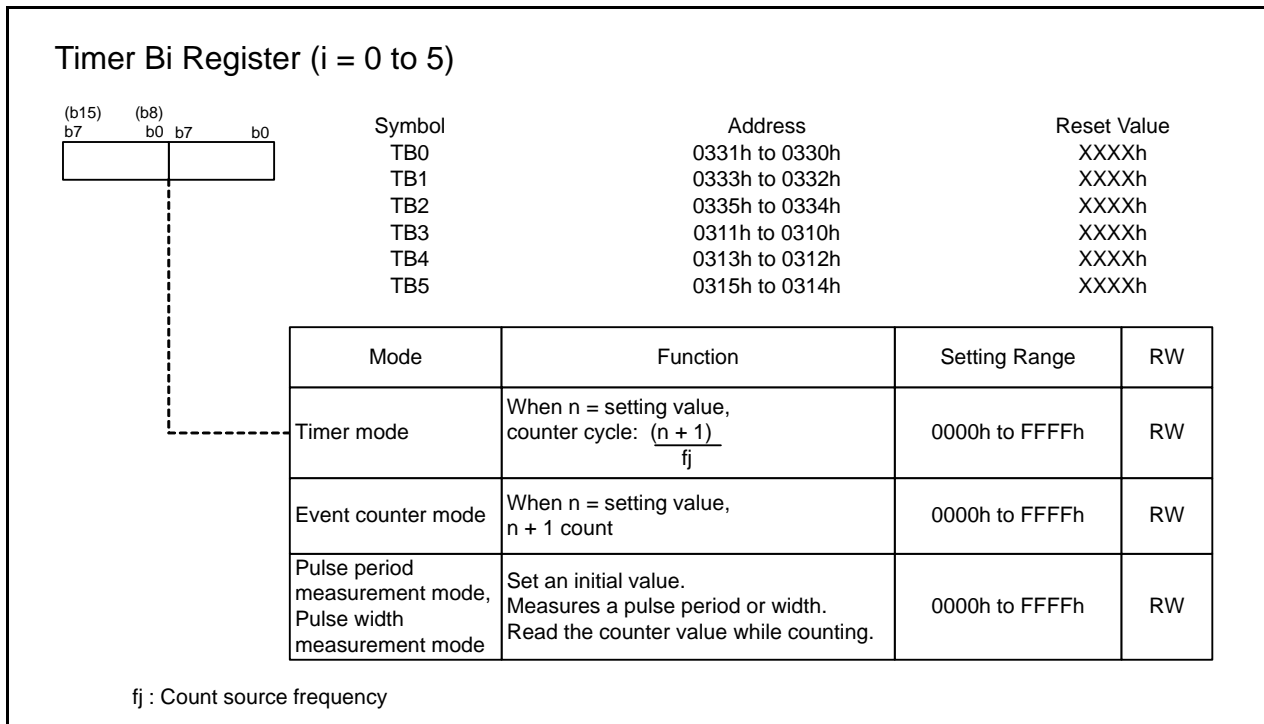 Timer Bi Register (i = 0 to 5)
(b15) (b8)
b7 b0 b7 b0
Symbol Address Reset Value
TB0 0331h to 0330h XXXXh
TB1 0333h to 0332h XXXXh
TB2 0335h to 0334h XXXXh
TB3 0311h to 0310h XXXXh
TB4 0313h to 0312h XXXXh
TB5 0315h to 0314h XXXXh
Mode Function Setting Range RW
Timer mode
When n = setting value,
counter cycle: (n + 1)
fj
0000h to FFFFh RW
Event counter mode
When n = setting value,
n + 1 count
0000h to FFFFh RW
Pulse period
measurement mode,
Pulse width
measurement mode
Set an initial value.
Measures a pulse period or width.
Read the counter value while counting.
0000h to FFFFh RW
fj : Count source frequency